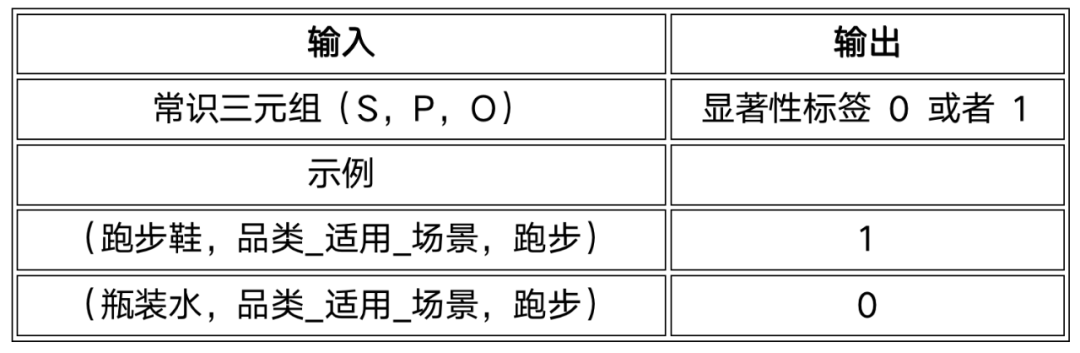 输入 输出
常识三元组（S，P，O） 显著性标签 0 或者 1
示例
（跑步鞋，品类_适用_场景，跑步） 1
（瓶装水，品类_适用_场景，跑步） 0